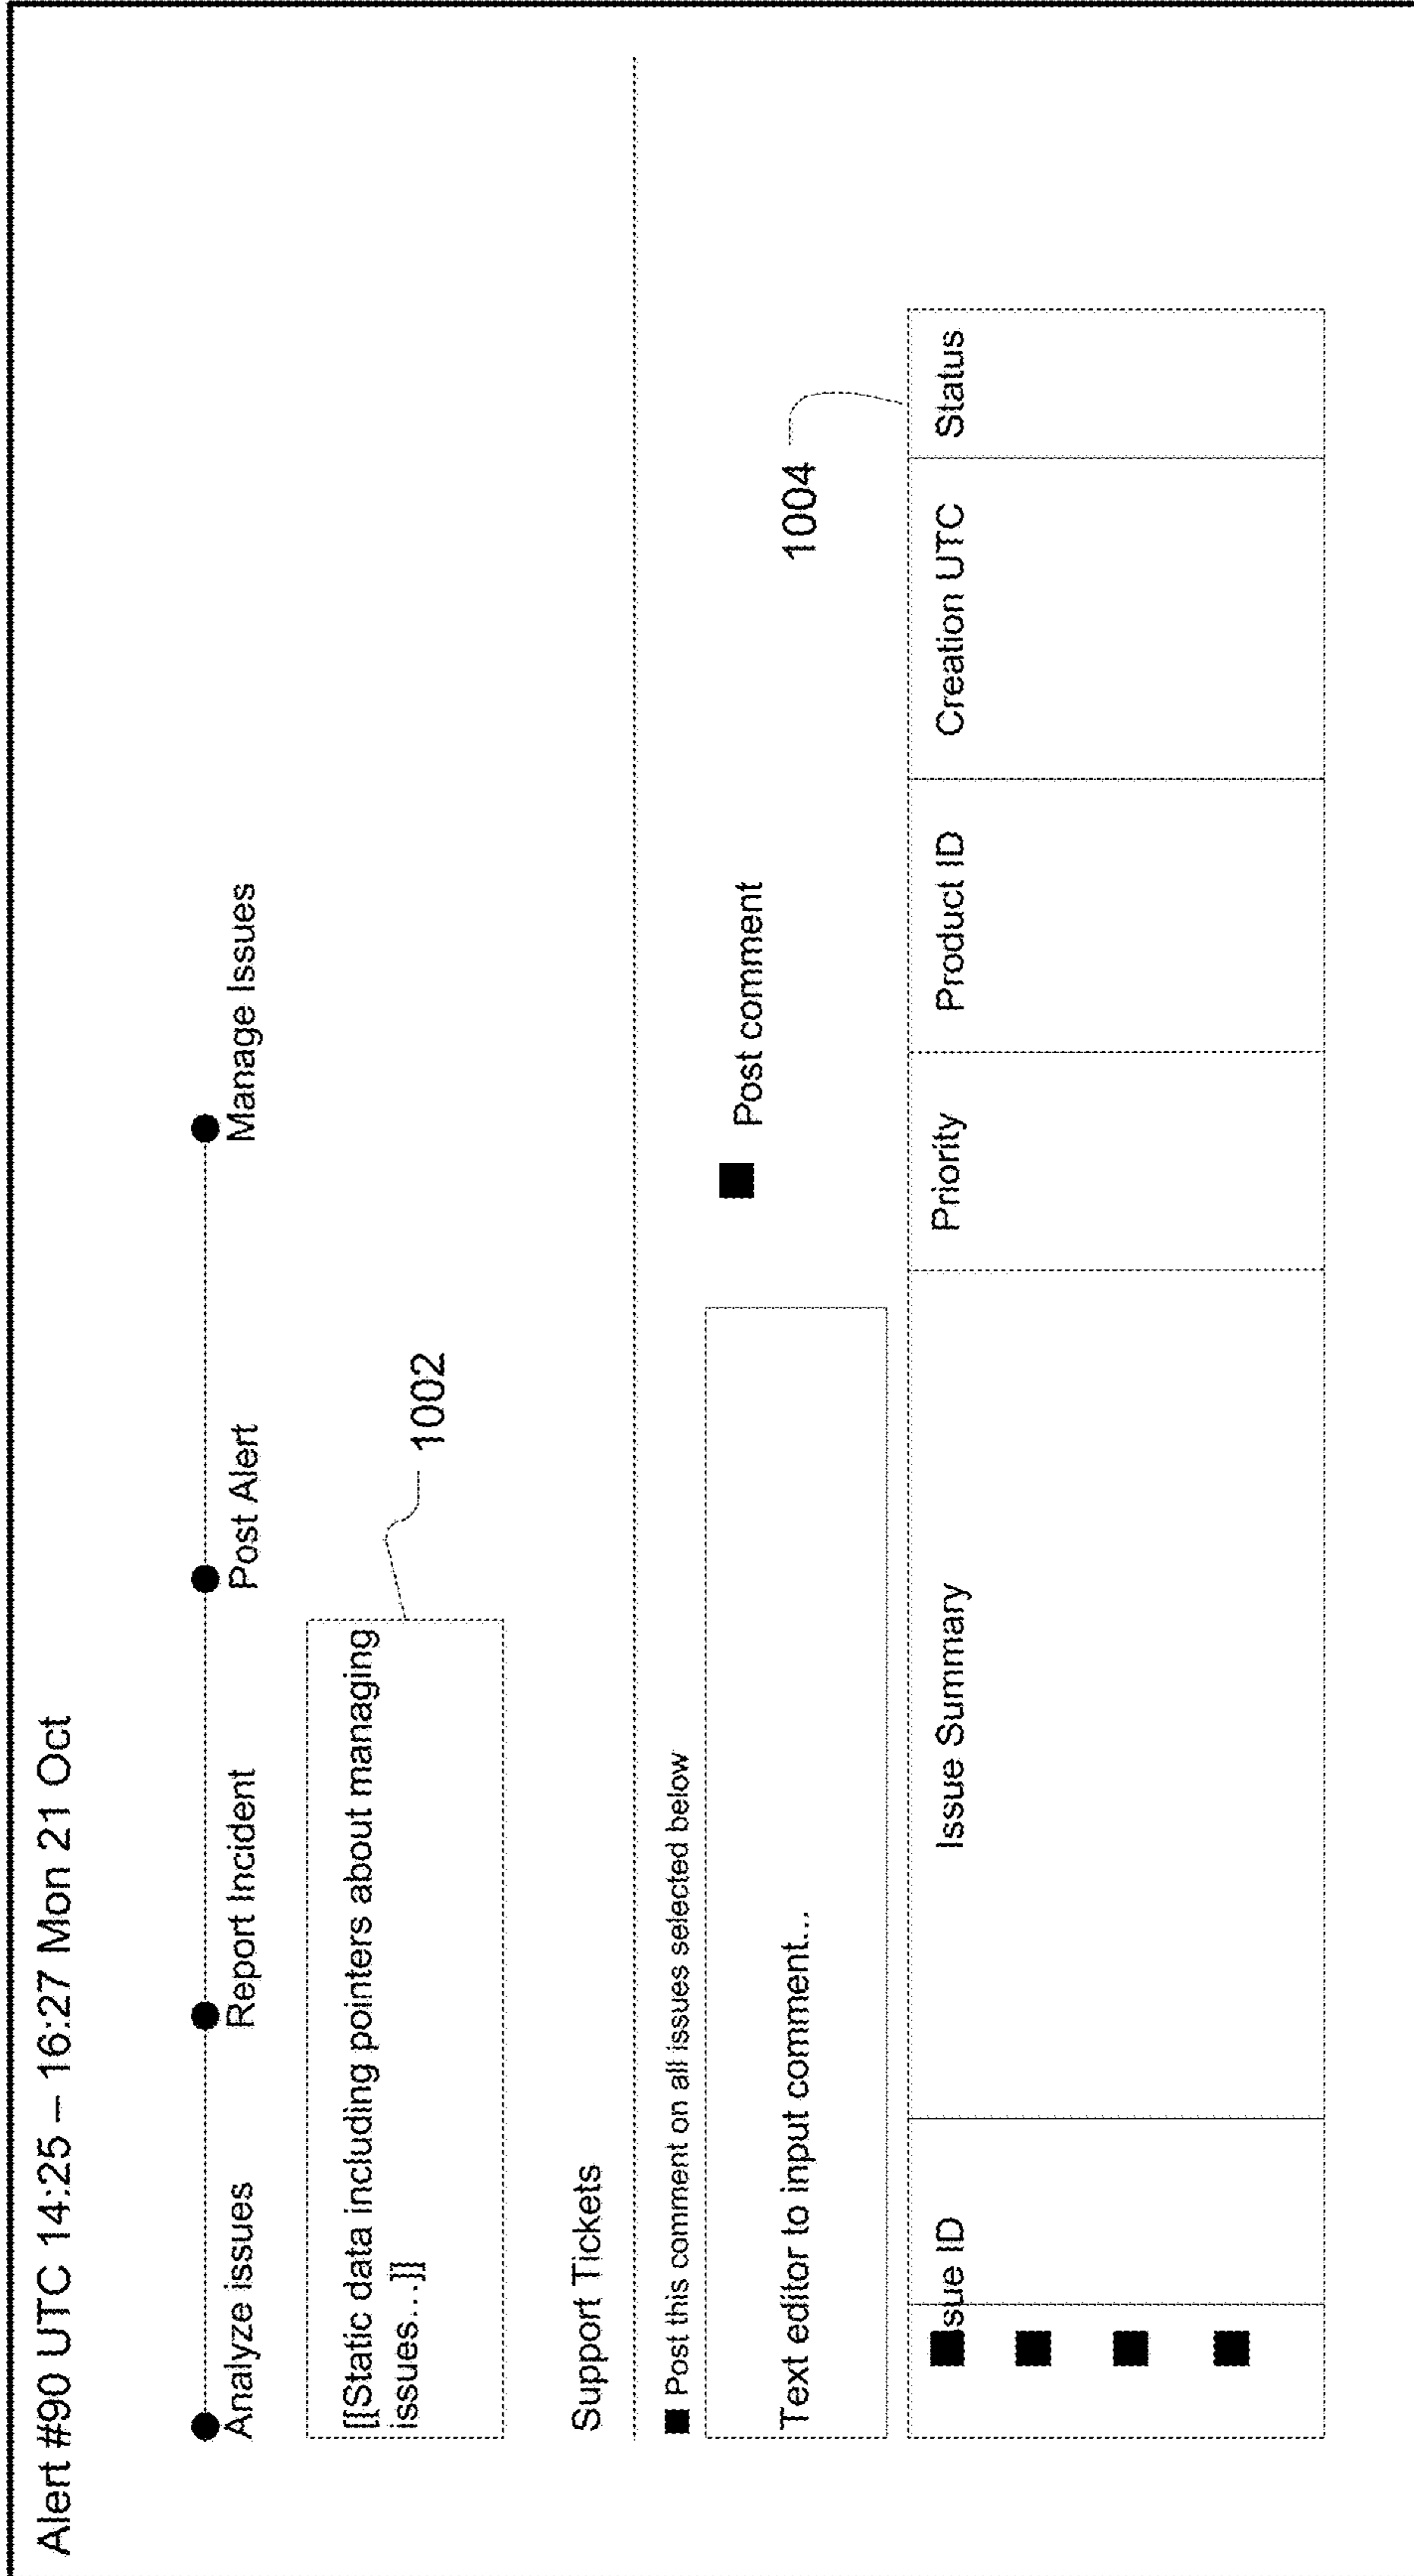 Alert #90 UTC 14:25 – 16:27 Mon 21 Oct
Analyze issues
Report Incident
Post Alert
Manage Issues
[[Static data including pointers about managing
issues...]]
1002
Support Tickets
Post this comment on all issues selected below
Text editor to input comment...
Post comment
1004
ssue ID
Issue Summary
Priority
Product ID
Creation UTC
Status